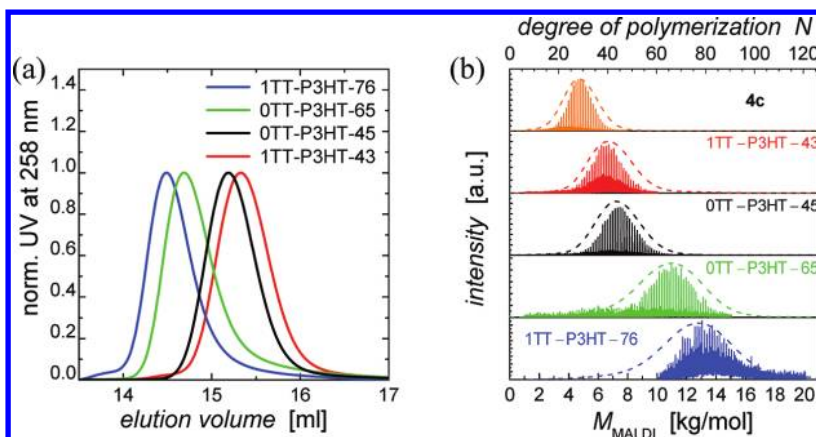 (a)
norm. UV at 258 nm
1.4
1.2
1.0
0.8
0.6
0.4
0.2
0.0
1TT-P3HT-76
0TT-P3HT-65
0TT-P3HT-45
1TT-P3HT-43
14 15 16 17
elution volume [ml]
degree of polymerization N
(b)
0 20 40 60 80 100 120
intensity [a.u.]
4c
1TT-P3HT-43
0TT-P3HT-45
0TT-P3HT-65
1TT-P3HT-76
0 2 4 6 8 10 12 14 16 18 20
M_MALDI [kg/mol]